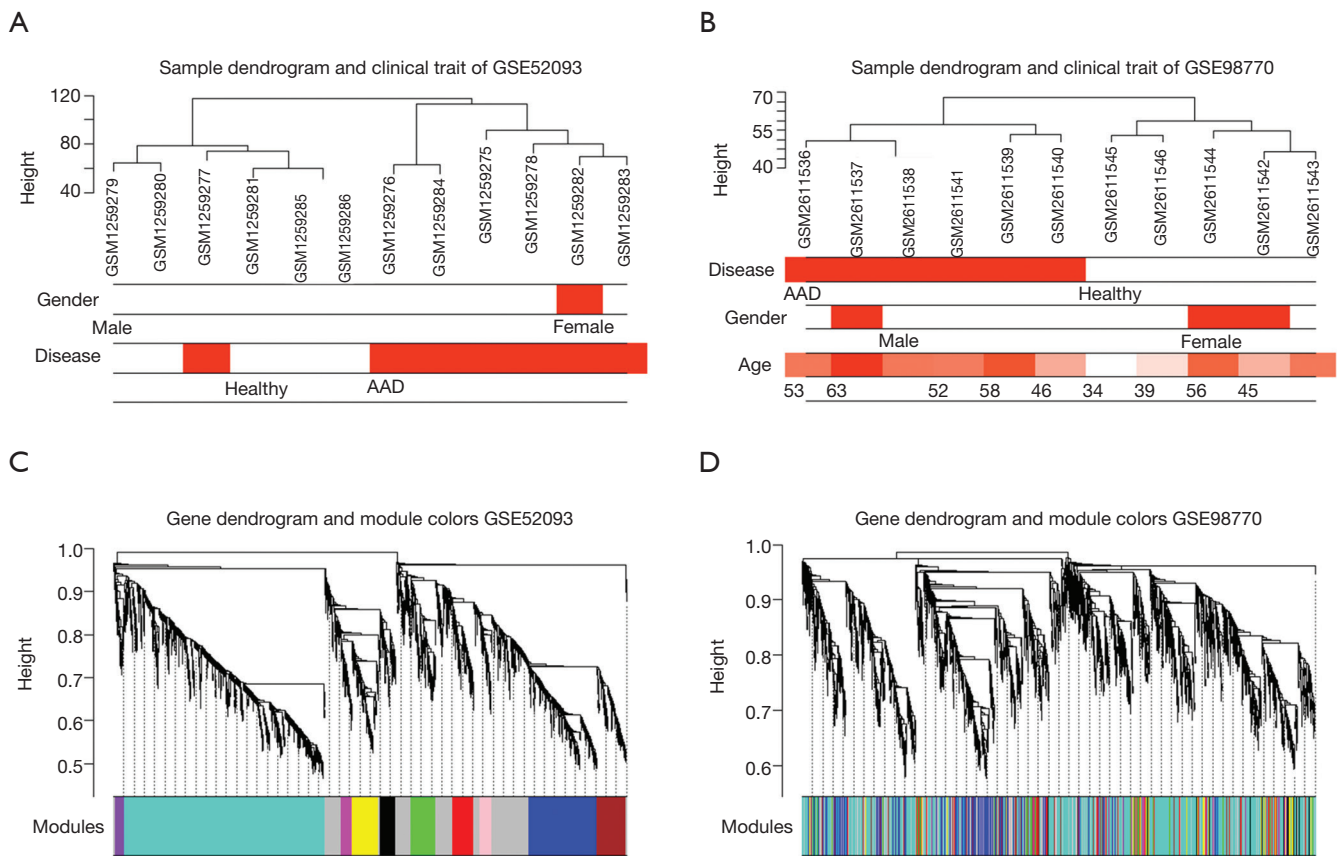 A
Sample dendrogram and clinical trait of GSE52093
120
80
40
Height
GSM1259279
GSM1259280
GSM1259277
GSM1259281
GSM1259285
GSM1259286
GSM1259276
GSM1259284
GSM1259275
GSM1259278
GSM1259282
GSM1259283
Gender
Male
Female
Disease
Healthy
AAD
B
Sample dendrogram and clinical trait of GSE98770
70
55
40
Height
GSM2611536
GSM2611537
GSM2611538
GSM2611541
GSM2611539
GSM2611540
GSM2611545
GSM2611546
GSM2611544
GSM2611542
GSM2611543
Disease
AAD
Healthy
Gender
Male
Female
Age
53 63 52 58 46 34 39 56 45
C
Gene dendrogram and module colors GSE52093
1.0
0.9
0.8
0.7
0.6
0.5
Height
Modules
D
Gene dendrogram and module colors GSE98770
1.0
0.9
0.8
0.7
0.6
Height
Modules